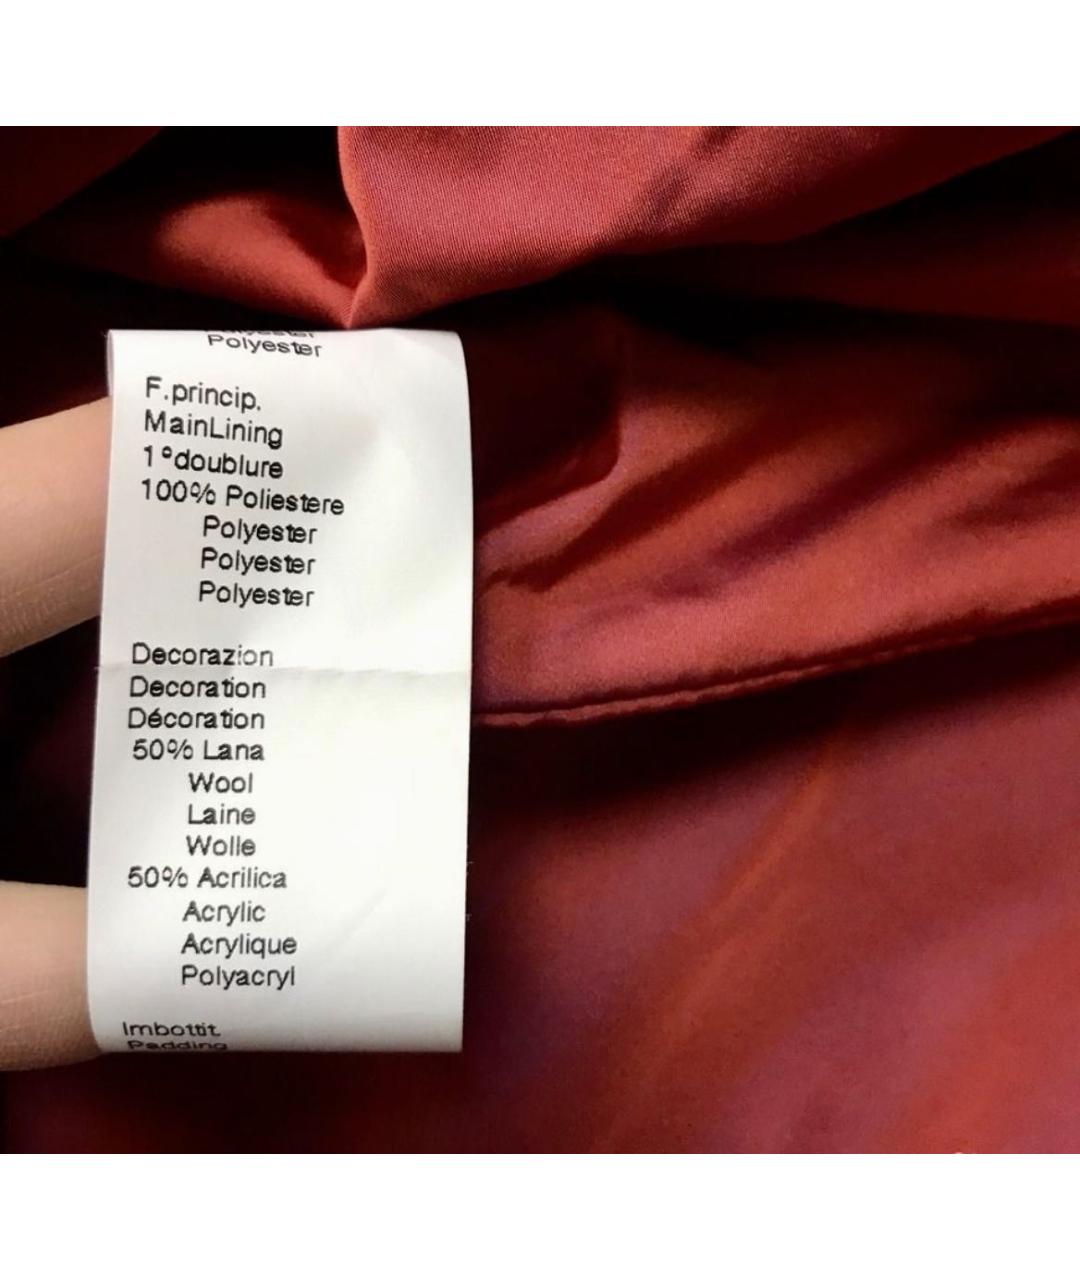 Polyester
F.princip.
MainLining
1°doublure
100% Poliestere
Polyester
Polyester
Polyester
Decorazion
Decoration
Décoration
50% Lana
Wool
Laine
Wolle
50% Acrilica
Acrylic
Acrylique
Polyacryl
Imbottit.
Padding